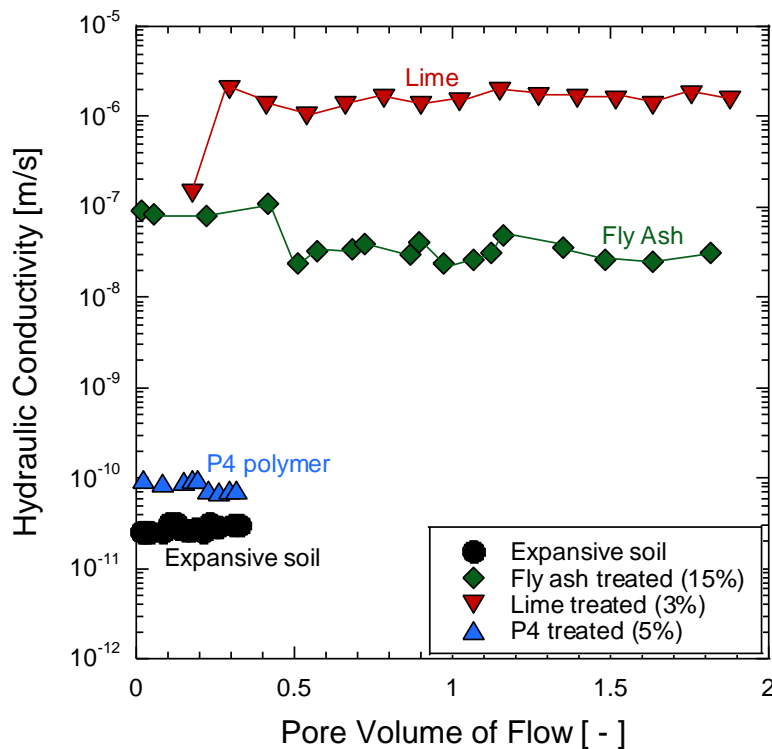 Hydraulic Conductivity [m/s]
10⁻⁵
10⁻⁶
10⁻⁷
10⁻⁸
10⁻⁹
10⁻¹⁰
10⁻¹¹
10⁻¹²
Lime
Fly Ash
P4 polymer
Expansive soil
Expansive soil
Fly ash treated (15%)
Lime treated (3%)
P4 treated (5%)
0 0.5 1 1.5 2
Pore Volume of Flow [ - ]